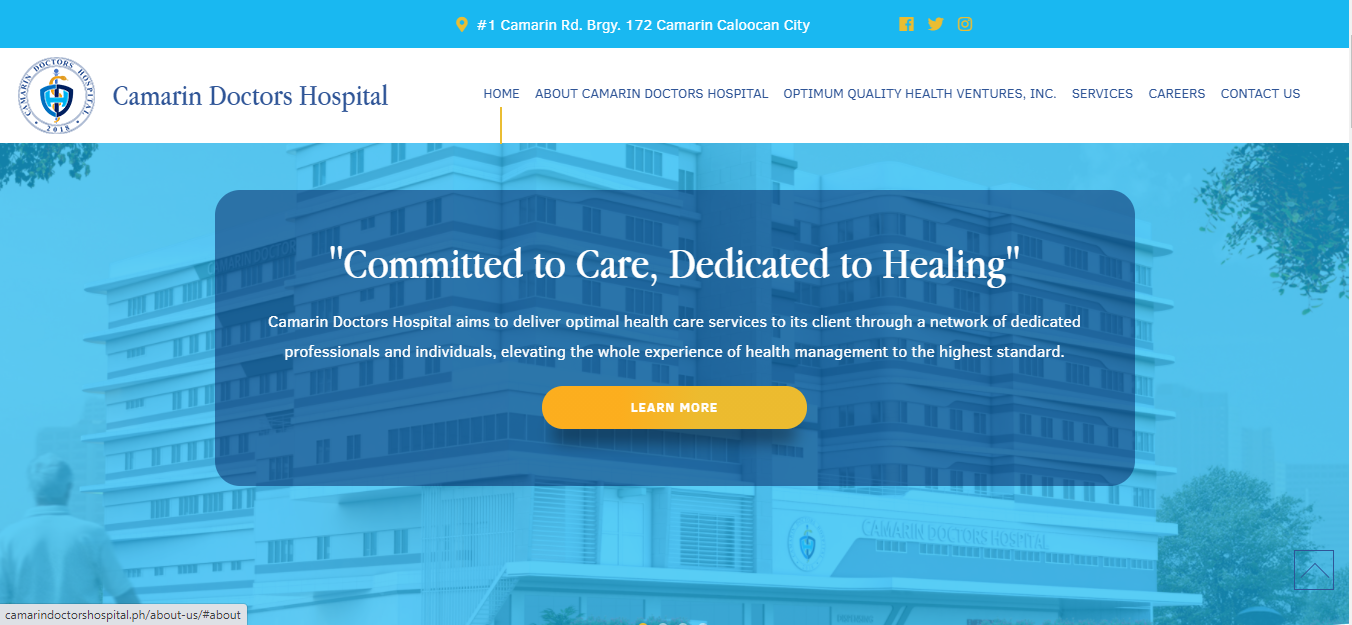 #1 Camarin Rd. Brgy. 172 Camarin Caloocan City
CAMARIN DOCTORS HOSPITAL
2018
Camarin Doctors Hospital
HOME ABOUT CAMARIN DOCTORS HOSPITAL OPTIMUM QUALITY HEALTH VENTURES, INC. SERVICES CAREERS CONTACT US
CAMARIN DOCTOR
"Committed to Care, Dedicated to Healing"
Camarin Doctors Hospital aims to deliver optimal health care services to its client through a network of dedicated
professionals and individuals, elevating the whole experience of health management to the highest standard.
LEARN MORE
CAMARIN DOCTORS HOSPITAL
camarindoctorshospital.ph/about-us/#about